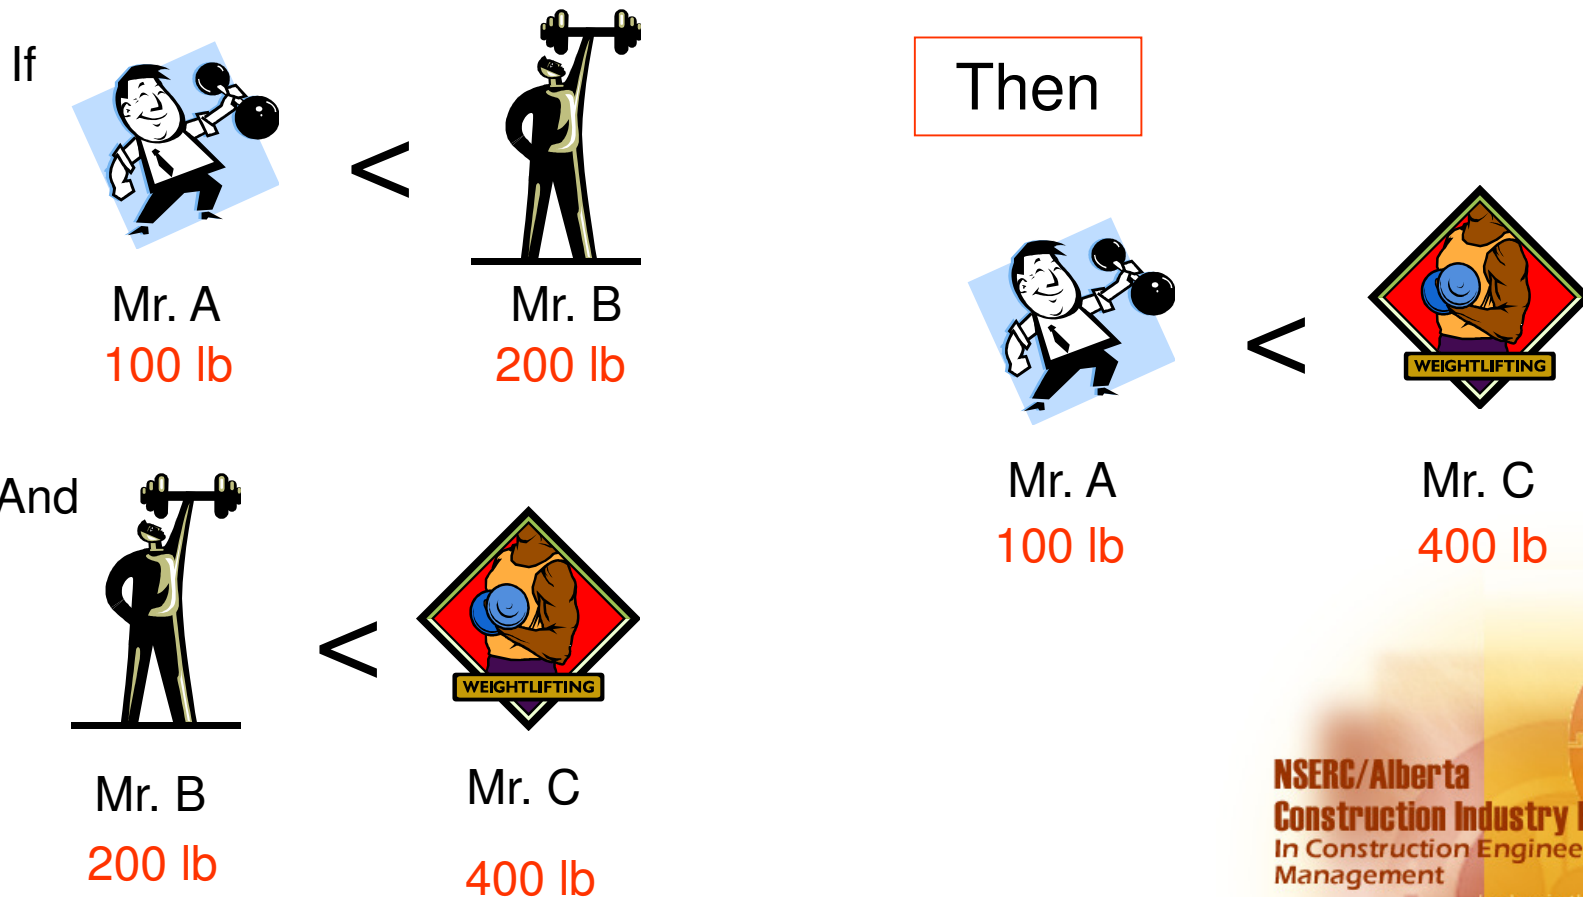 If
<
Mr. A
Mr. B
100 lb
200 lb
And
<
WEIGHTLIFTING
Mr. B
Mr. C
200 lb
400 lb
Then
<
WEIGHTLIFTING
Mr. A
Mr. C
100 lb
400 lb
NSERC/Alberta
Construction Industry
In Construction
Management